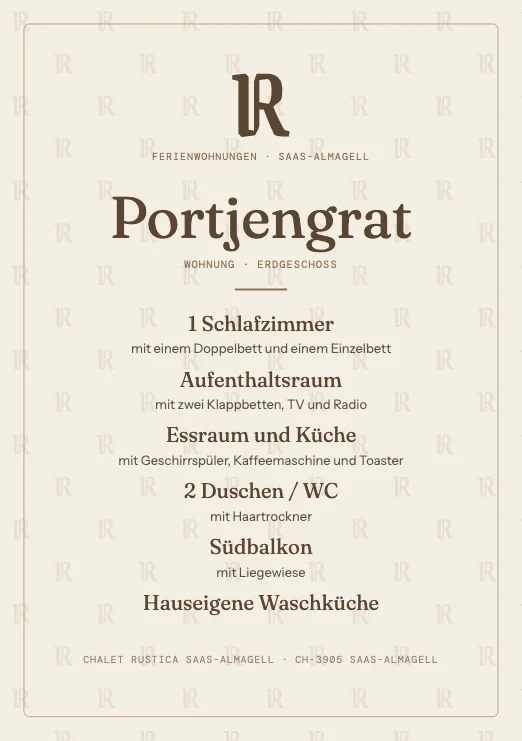 R
FERIENWOHNUNGEN · SAAS-ALMAGELL
Portjengrat
WOHNUNG · ERDGESCHOSS
1 Schlafzimmer
mit einem Doppelbett und einem Einzelbett
Aufenthaltsraum
mit zwei Klappbetten, TV und Radio
Essraum und Küche
mit Geschirrspüler, Kaffeemaschine und Toaster
2 Duschen / WC
mit Haartrockner
Südbalkon
mit Liegewiese
Hauseigene Waschküche
CHALET RUSTICA SAAS-ALMAGELL · CH-3905 SAAS-ALMAGELL